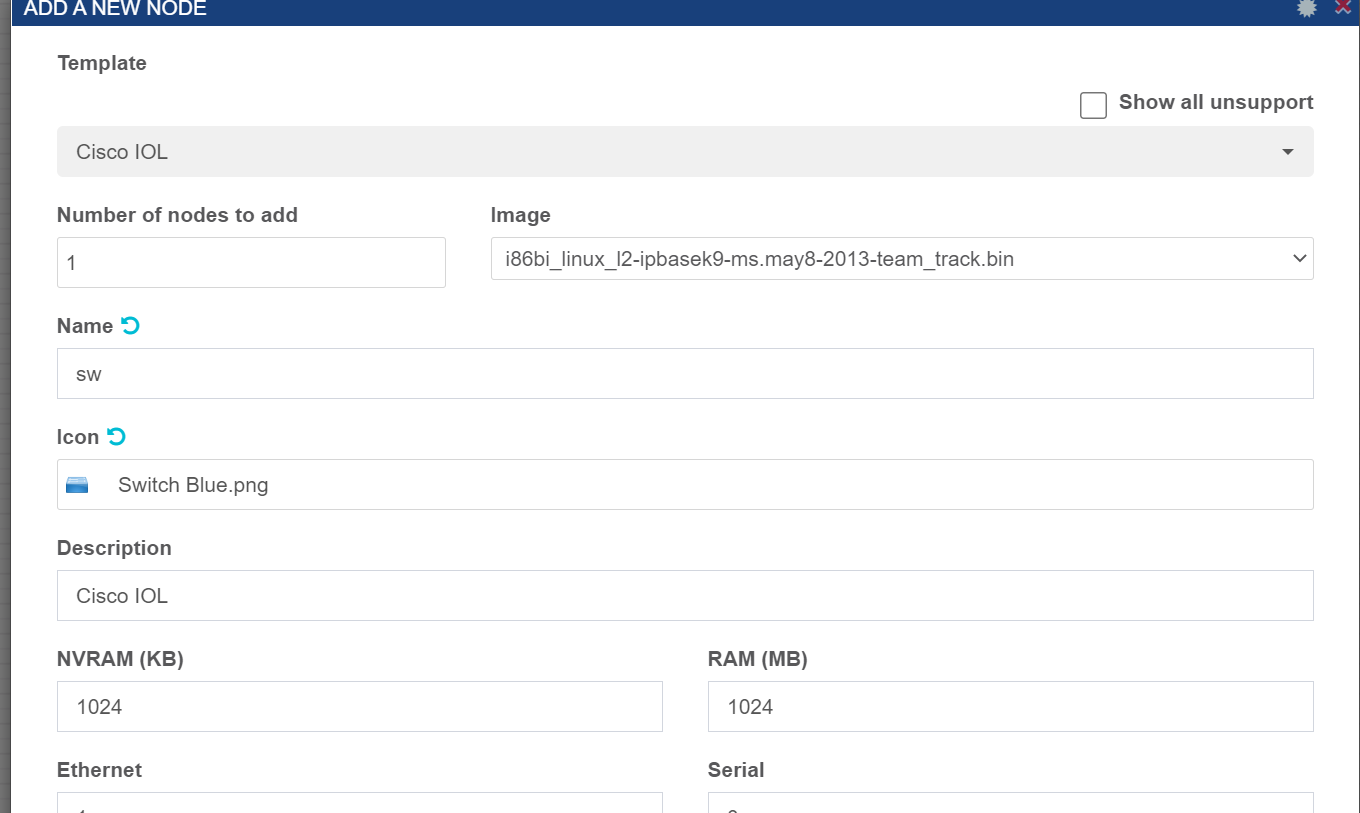 ADD A NEW NODE
Template
Show all unsupport
Cisco IOL
Number of nodes to add
Image
1
i86bi_linux_l2-ipbasek9-ms.may8-2013-team_track.bin
Name
sw
Icon
Switch Blue.png
Description
Cisco IOL
NVRAM (KB)
RAM (MB)
1024
1024
Ethernet
Serial